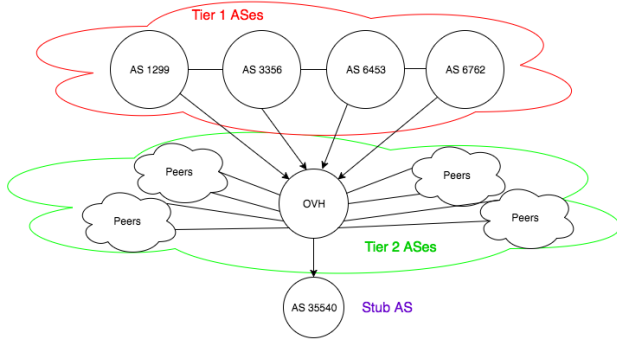 Tier 1 ASes
AS 1299
AS 3356
AS 6453
AS 6762
Peers
Peers
OVH
Peers
Peers
Tier 2 ASes
AS 35540
Stub AS